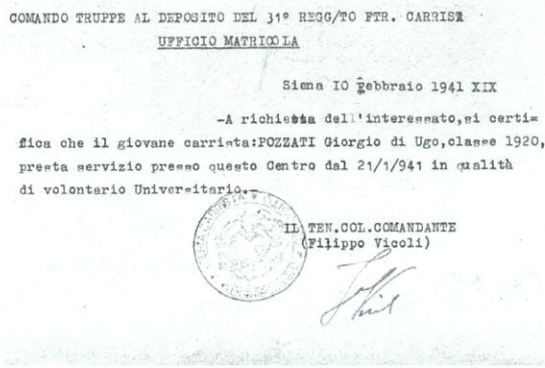 COMANDO TRUPPE AL DEPOSITO DEL 31° REGG/TO FTR. CARRISTI
UFFICIO MATRICOLA
Siena IO Febbraio 1941 XIX
-A richiesta dell'interessato,si certi=
fica che il giovane carrista:POZZATI Giorgio di Ugo,classe 1920,
presta servizio presso questo Centro dal 21/1/941 in qualità
di volontario Universitario.-
IL TEN.COL.COMANDANTE
(Filippo Vicoli)